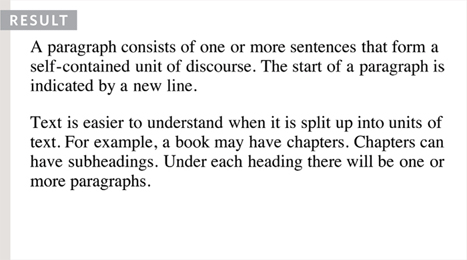 RESULT
A paragraph consists of one or more sentences that form a
self-contained unit of discourse. The start of a paragraph is
indicated by a new line.
Text is easier to understand when it is split up into units of
text. For example, a book may have chapters. Chapters can
have subheadings. Under each heading there will be one or
more paragraphs.